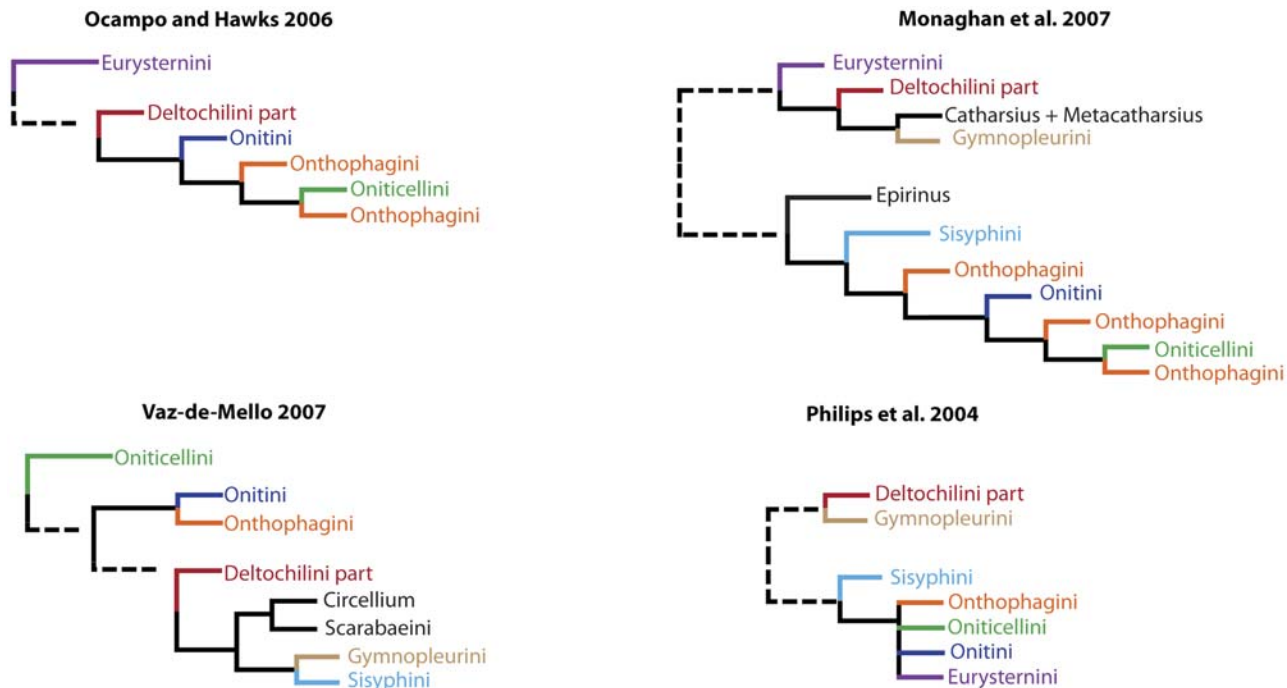 Ocampo and Hawks 2006
Eurysternini
Deltochilini part
Onitini
Onthophagini
Oniticellini
Onthophagini
Monaghan et al. 2007
Eurysternini
Deltochilini part
Catharsius + Metacatharsius
Gymnopleurini
Epirinus
Sisyphini
Onthophagini
Onitini
Onthophagini
Oniticellini
Onthophagini
Vaz-de-Mello 2007
Oniticellini
Onitini
Onthophagini
Deltochilini part
Circellium
Scarabaeini
Gymnopleurini
Sisyphini
Philips et al. 2004
Deltochilini part
Gymnopleurini
Sisyphini
Onthophagini
Oniticellini
Onitini
Eurysternini